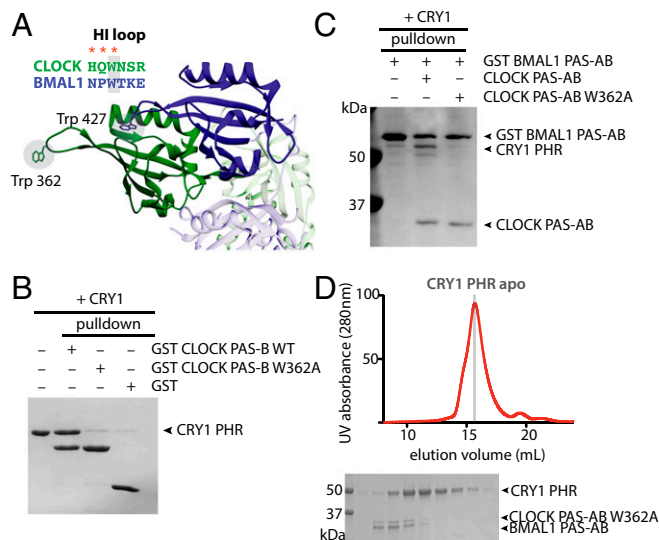 A
HI loop
* * *
CLOCK HQWNSR
BMAL1 NPWTKE
Trp 427
Trp 362
B
+ CRY1
pulldown
– + – – GST CLOCK PAS-B WT
– – + – GST CLOCK PAS-B W362A
– – – + GST
CRY1 PHR
C
+ CRY1
pulldown
+ + + GST BMAL1 PAS-AB
– + – CLOCK PAS-AB
– – + CLOCK PAS-AB W362A
kDa
GST BMAL1 PAS-AB
CRY1 PHR
50
37
CLOCK PAS-AB
D
CRY1 PHR apo
100
50
UV absorbance (280nm)
10 15 20
elution volume (mL)
50 CRY1 PHR
37 CLOCK PAS-AB W362A
kDa BMAL1 PAS-AB